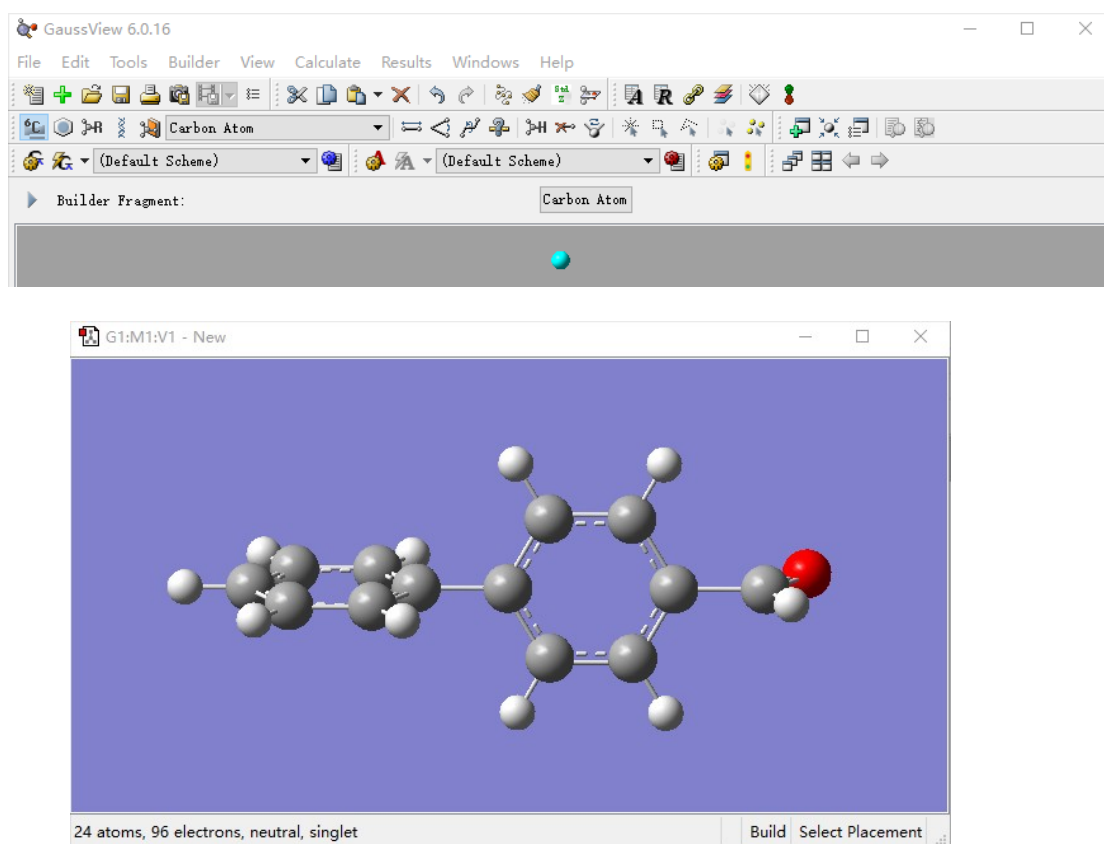 GaussView 6.0.16
File Edit Tools Builder View Calculate Results Windows Help
Carbon Atom
(Default Scheme) (Default Scheme)
Builder Fragment: Carbon Atom
G1:M1:V1 - New
24 atoms, 96 electrons, neutral, singlet Build Select Placement